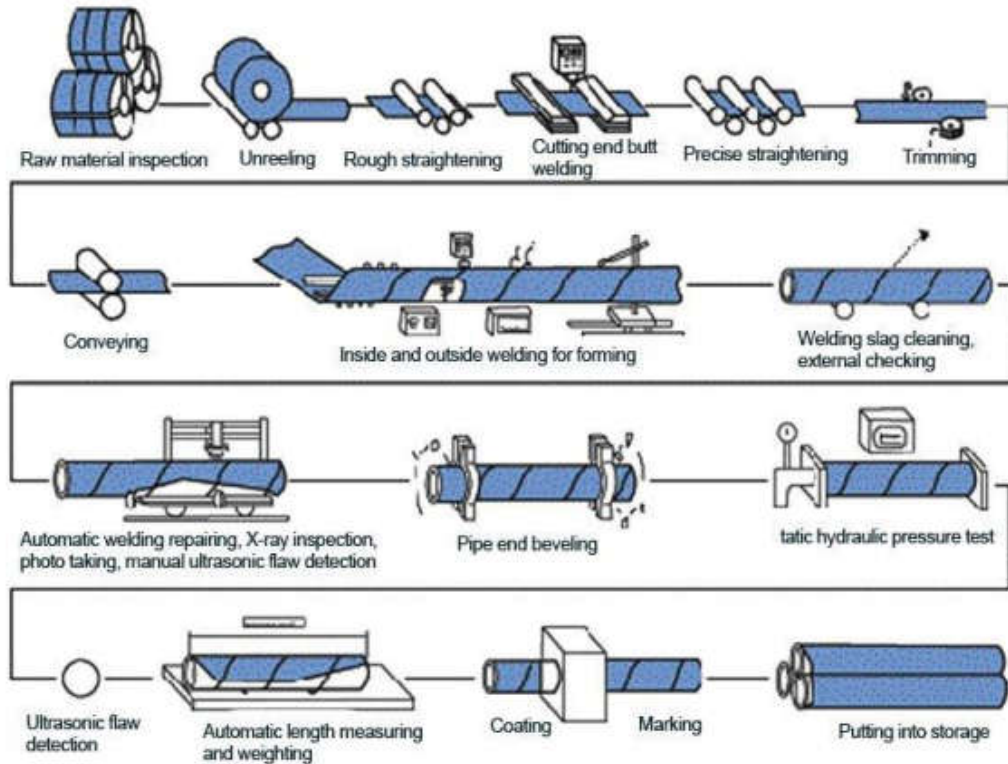 Raw material inspection
Unreeling
Rough straightening
Cutting end butt
welding
Precise straightening
Trimming
Conveying
Inside and outside welding for forming
Welding slag cleaning,
external checking
Automatic welding repairing, X-ray inspection,
photo taking, manual ultrasonic flaw detection
Pipe end beveling
tatic hydraulic pressure test
Ultrasonic flaw
detection
Automatic length measuring
and weighting
Coating
Marking
Putting into storage